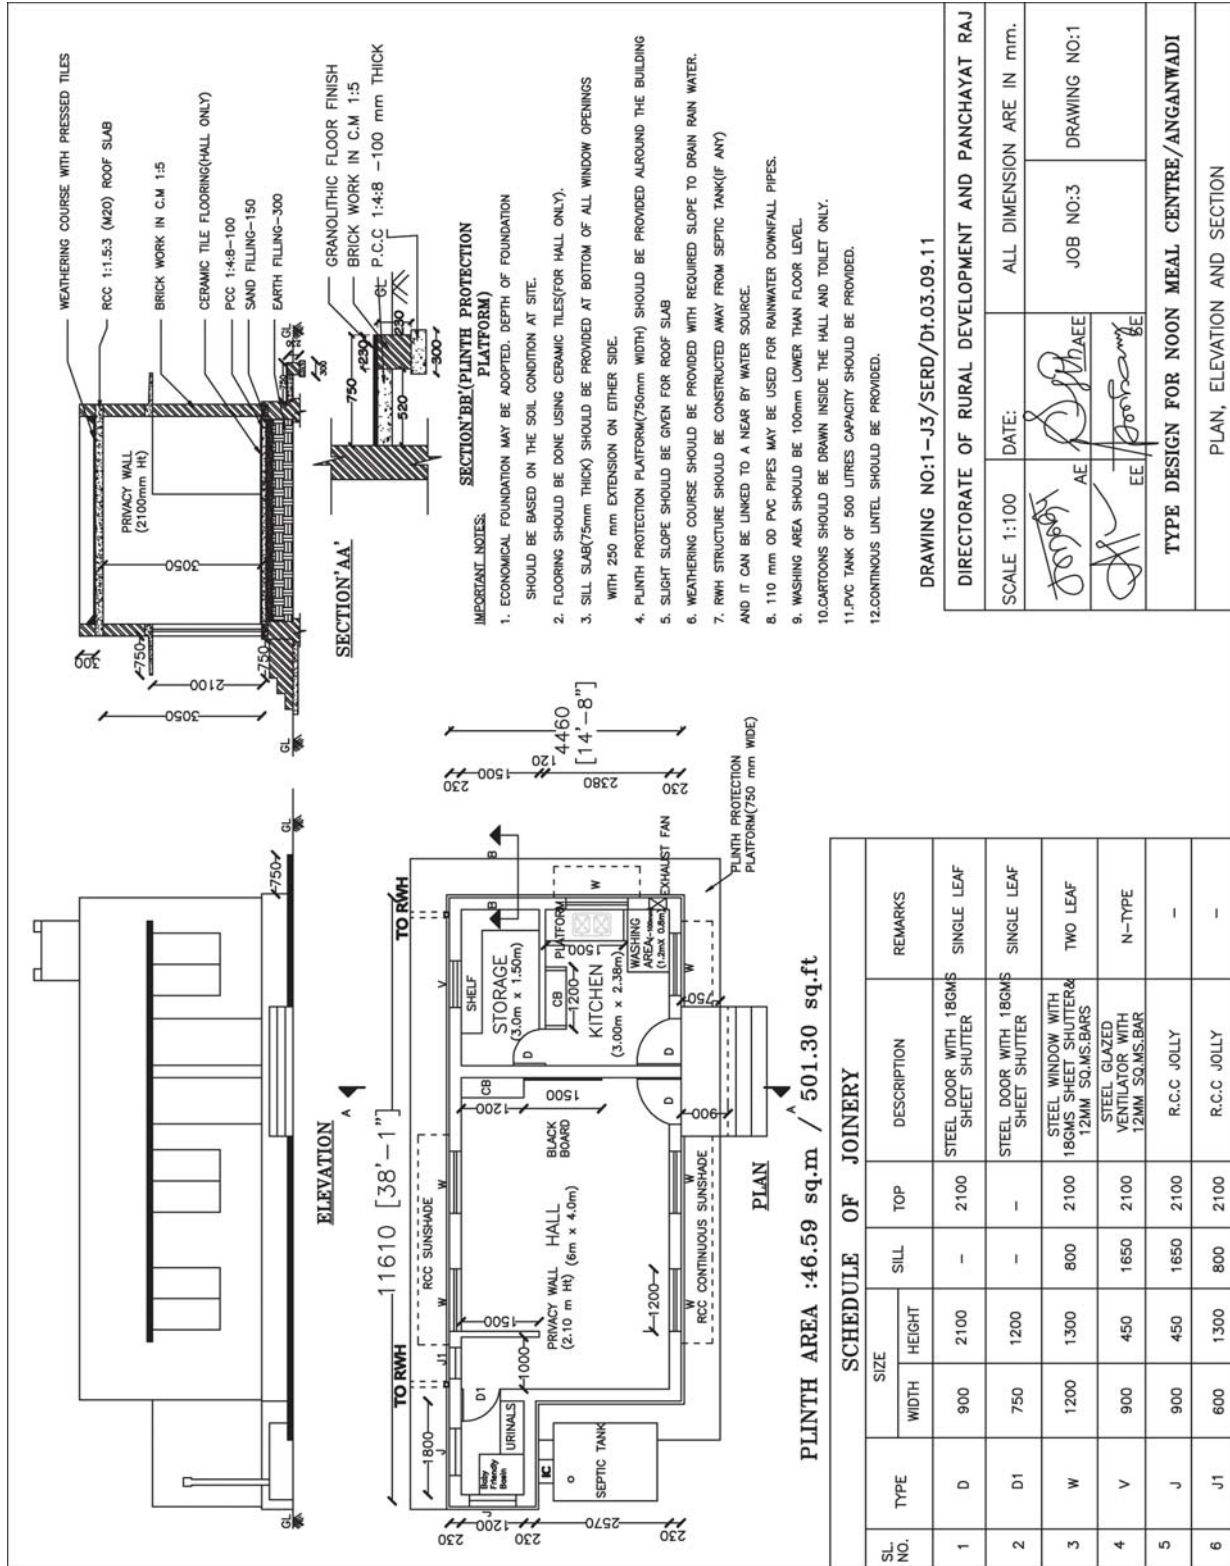 WEATHERING COURSE WITH PRESSED TILES
RCC 1:1.5:3 (M20) ROOF SLAB
BRICK WORK IN C.M 1:5
CERAMIC TILE FLOORING(HALL ONLY)
PCC 1:4:8-100
SAND FILLING-150
EARTH FILLING-300
PRIVACY WALL
(2100mm Ht)
3050
300
750
2100
3050
750
GL
GL
750
300
SECTION'AA'
GRANOLITHIC FLOOR FINISH
BRICK WORK IN C.M 1:5
P.C.C 1:4:8 -100 mm THICK
GL
750
230
520
230
300
SECTION'BB'(PLINTH PROTECTION
PLATFORM)
IMPORTANT NOTES:
1. ECONOMICAL FOUNDATION MAY BE ADOPTED. DEPTH OF FOUNDATION
SHOULD BE BASED ON THE SOIL CONDITION AT SITE.
2. FLOORING SHOULD BE DONE USING CERAMIC TILES(FOR HALL ONLY).
3. SILL SLAB(75mm THICK) SHOULD BE PROVIDED AT BOTTOM OF ALL WINDOW OPENINGS
WITH 250 mm EXTENSION ON EITHER SIDE.
4. PLINTH PROTECTION PLATFORM(750mm WIDTH) SHOULD BE PROVIDED ALROUND THE BUILDING
5. SLIGHT SLOPE SHOULD BE GIVEN FOR ROOF SLAB
6. WEATHERING COURSE SHOULD BE PROVIDED WITH REQUIRED SLOPE TO DRAIN RAIN WATER.
7. RWH STRUCTURE SHOULD BE CONSTRUCTED AWAY FROM SEPTIC TANK(IF ANY)
AND IT CAN BE LINKED TO A NEAR BY WATER SOURCE.
8. 110 mm OD PVC PIPES MAY BE USED FOR RAINWATER DOWNFALL PIPES.
9. WASHING AREA SHOULD BE 100mm LOWER THAN FLOOR LEVEL.
10.CARTOONS SHOULD BE DRAWN INSIDE THE HALL AND TOILET ONLY.
11.PVC TANK OF 500 LITRES CAPACITY SHOULD BE PROVIDED.
12.CONTINOUS LINTEL SHOULD BE PROVIDED.
DRAWING NO:1-J3/SERD/Dt.03.09.11
DIRECTORATE OF RURAL DEVELOPMENT AND PANCHAYAT RAJ
SCALE 1:100 DATE: ALL DIMENSION ARE IN mm.
AE AEE JOB NO:3 DRAWING NO:1
EE SE
TYPE DESIGN FOR NOON MEAL CENTRE/ANGANWADI
PLAN, ELEVATION AND SECTION
GL
GL
750
ELEVATION
A
11610 [38'-1"]
TO RWH
TO RWH
RCC SUNSHADE
J
J1
W
W
V
1800
D1
URINALS
Baby
Friendly
Basin
J
1000
1500
PRIVACY WALL
(2.10 m Ht)
HALL
(6m x 4.0m)
BLACK
BOARD
1200
CB
1500
SHELF
STORAGE
(3.0m x 1.50m)
D
CB
1200
PLATFORM
1500
KITCHEN
(3.00m x 2.38m)
WASHING
AREA(-100mm)
(1.2mX 0.8m)
W
EXHAUST FAN
B
B
D
D
W
W
W
1200
RCC CONTINUOUS SUNSHADE
900
750
A
IC
SEPTIC TANK
230
1200
230
2570
230
230
1500
120
2380
230
4460
[14'-8"]
PLINTH PROTECTION
PLATFORM(750 mm WIDE)
PLAN
PLINTH AREA :46.59 sq.m / 501.30 sq.ft
SCHEDULE OF JOINERY
SL. NO. TYPE SIZE WIDTH HEIGHT SILL TOP DESCRIPTION REMARKS
1 D 900 2100 - 2100 STEEL DOOR WITH 18GMS SHEET SHUTTER SINGLE LEAF
2 D1 750 1200 - - STEEL DOOR WITH 18GMS SHEET SHUTTER SINGLE LEAF
3 W 1200 1300 800 2100 STEEL WINDOW WITH 18GMS SHEET SHUTTER& 12MM SQ.MS.BARS TWO LEAF
4 V 900 450 1650 2100 STEEL GLAZED VENTILATOR WITH 12MM SQ.MS.BAR N-TYPE
5 J 900 450 1650 2100 R.C.C JOLLY -
6 J1 600 1300 800 2100 R.C.C JOLLY -